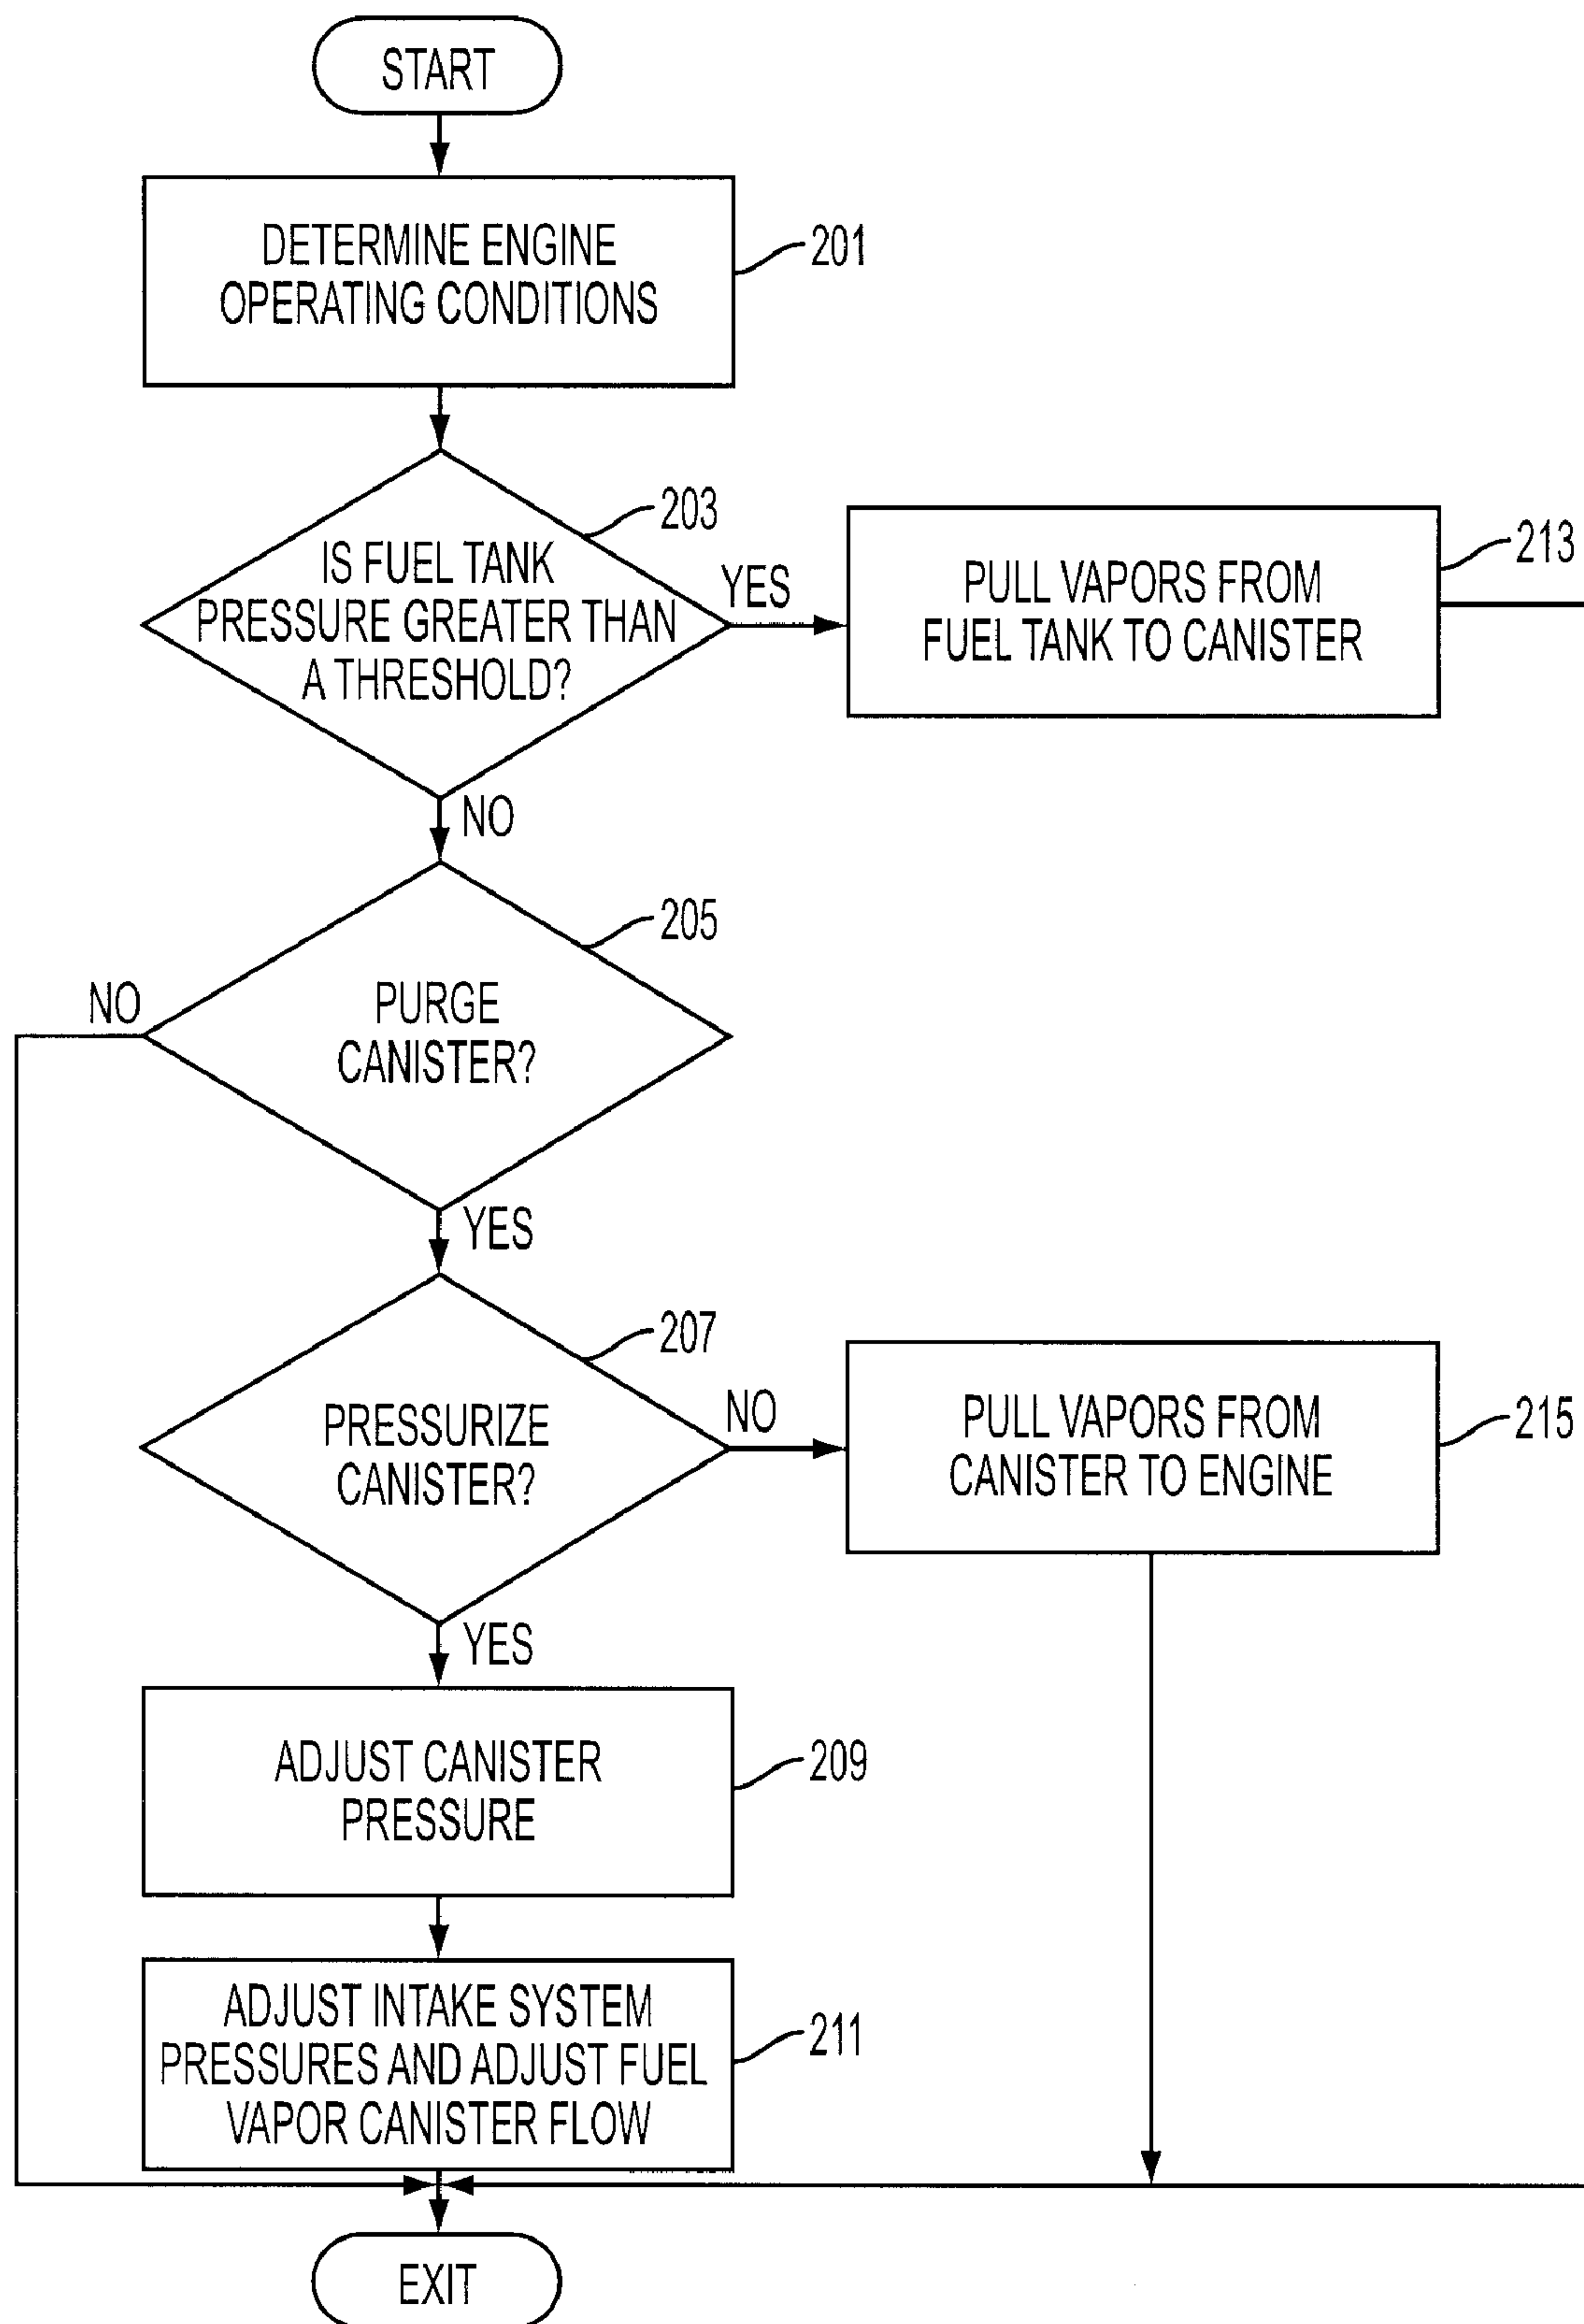 START
DETERMINE ENGINE
OPERATING CONDITIONS
201
IS FUEL TANK
PRESSURE GREATER THAN
A THRESHOLD?
203
YES
PULL VAPORS FROM
FUEL TANK TO CANISTER
213
NO
PURGE
CANISTER?
205
NO
YES
PRESSURIZE
CANISTER?
207
NO
PULL VAPORS FROM
CANISTER TO ENGINE
215
YES
ADJUST CANISTER
PRESSURE
209
ADJUST INTAKE SYSTEM
PRESSURES AND ADJUST FUEL
VAPOR CANISTER FLOW
211
EXIT